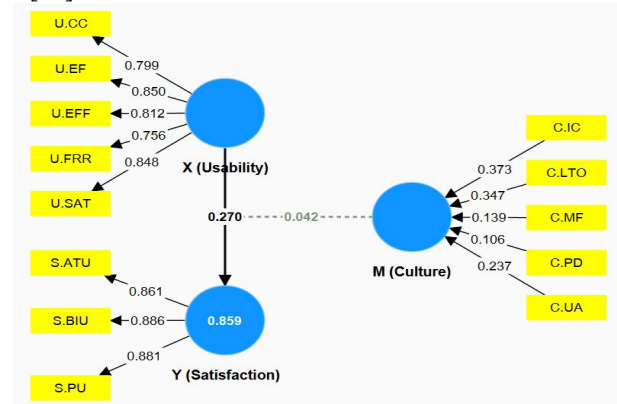 U.CC
0.799
U.EF
0.850
U.EFF
0.812
0.756
U.FRR
0.848
X (Usability)
U.SAT
C.IC
0.373
C.LTO
0.347
0.139
C.MF
0.106
C.PD
0.237
M (Culture)
C.UA
0.270
0.042
S.ATU
0.861
S.BIU
0.886
0.859
0.881
Y (Satisfaction)
S.PU